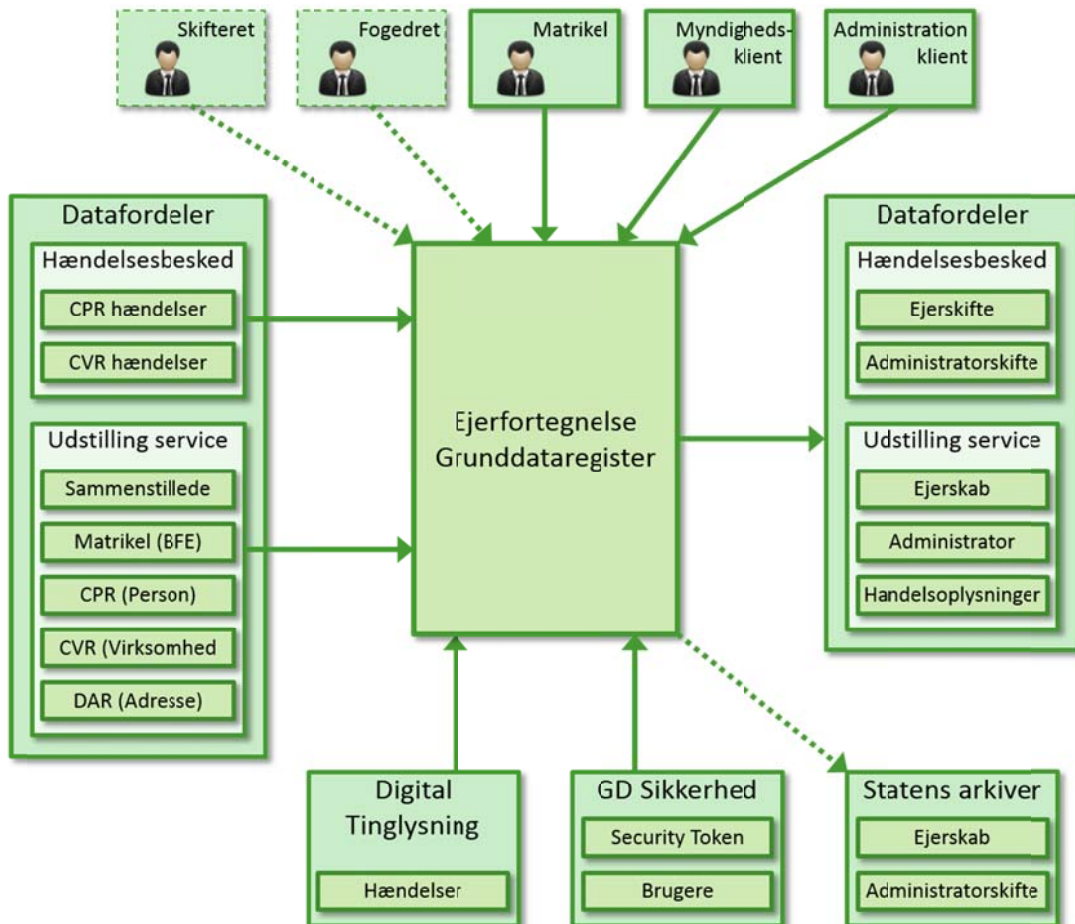 Skifteret
Fogedret
Matrikel
Myndigheds-
klient
Administration
klient
Datafordeler
Hændelsesbesked
CPR hændelser
CVR hændelser
Udstilling service
Sammenstillede
Matrikel (BFE)
CPR (Person)
CVR (Virksomhed
DAR (Adresse)
Ejerfortegnelse
Grunddataregister
Datafordeler
Hændelsesbesked
Ejerskifte
Administratorskifte
Udstilling service
Ejerskab
Administrator
Handelsoplysninger
Digital
Tinglysning
Hændelser
GD Sikkerhed
Security Token
Brugere
Statens arkiver
Ejerskab
Administratorskifte